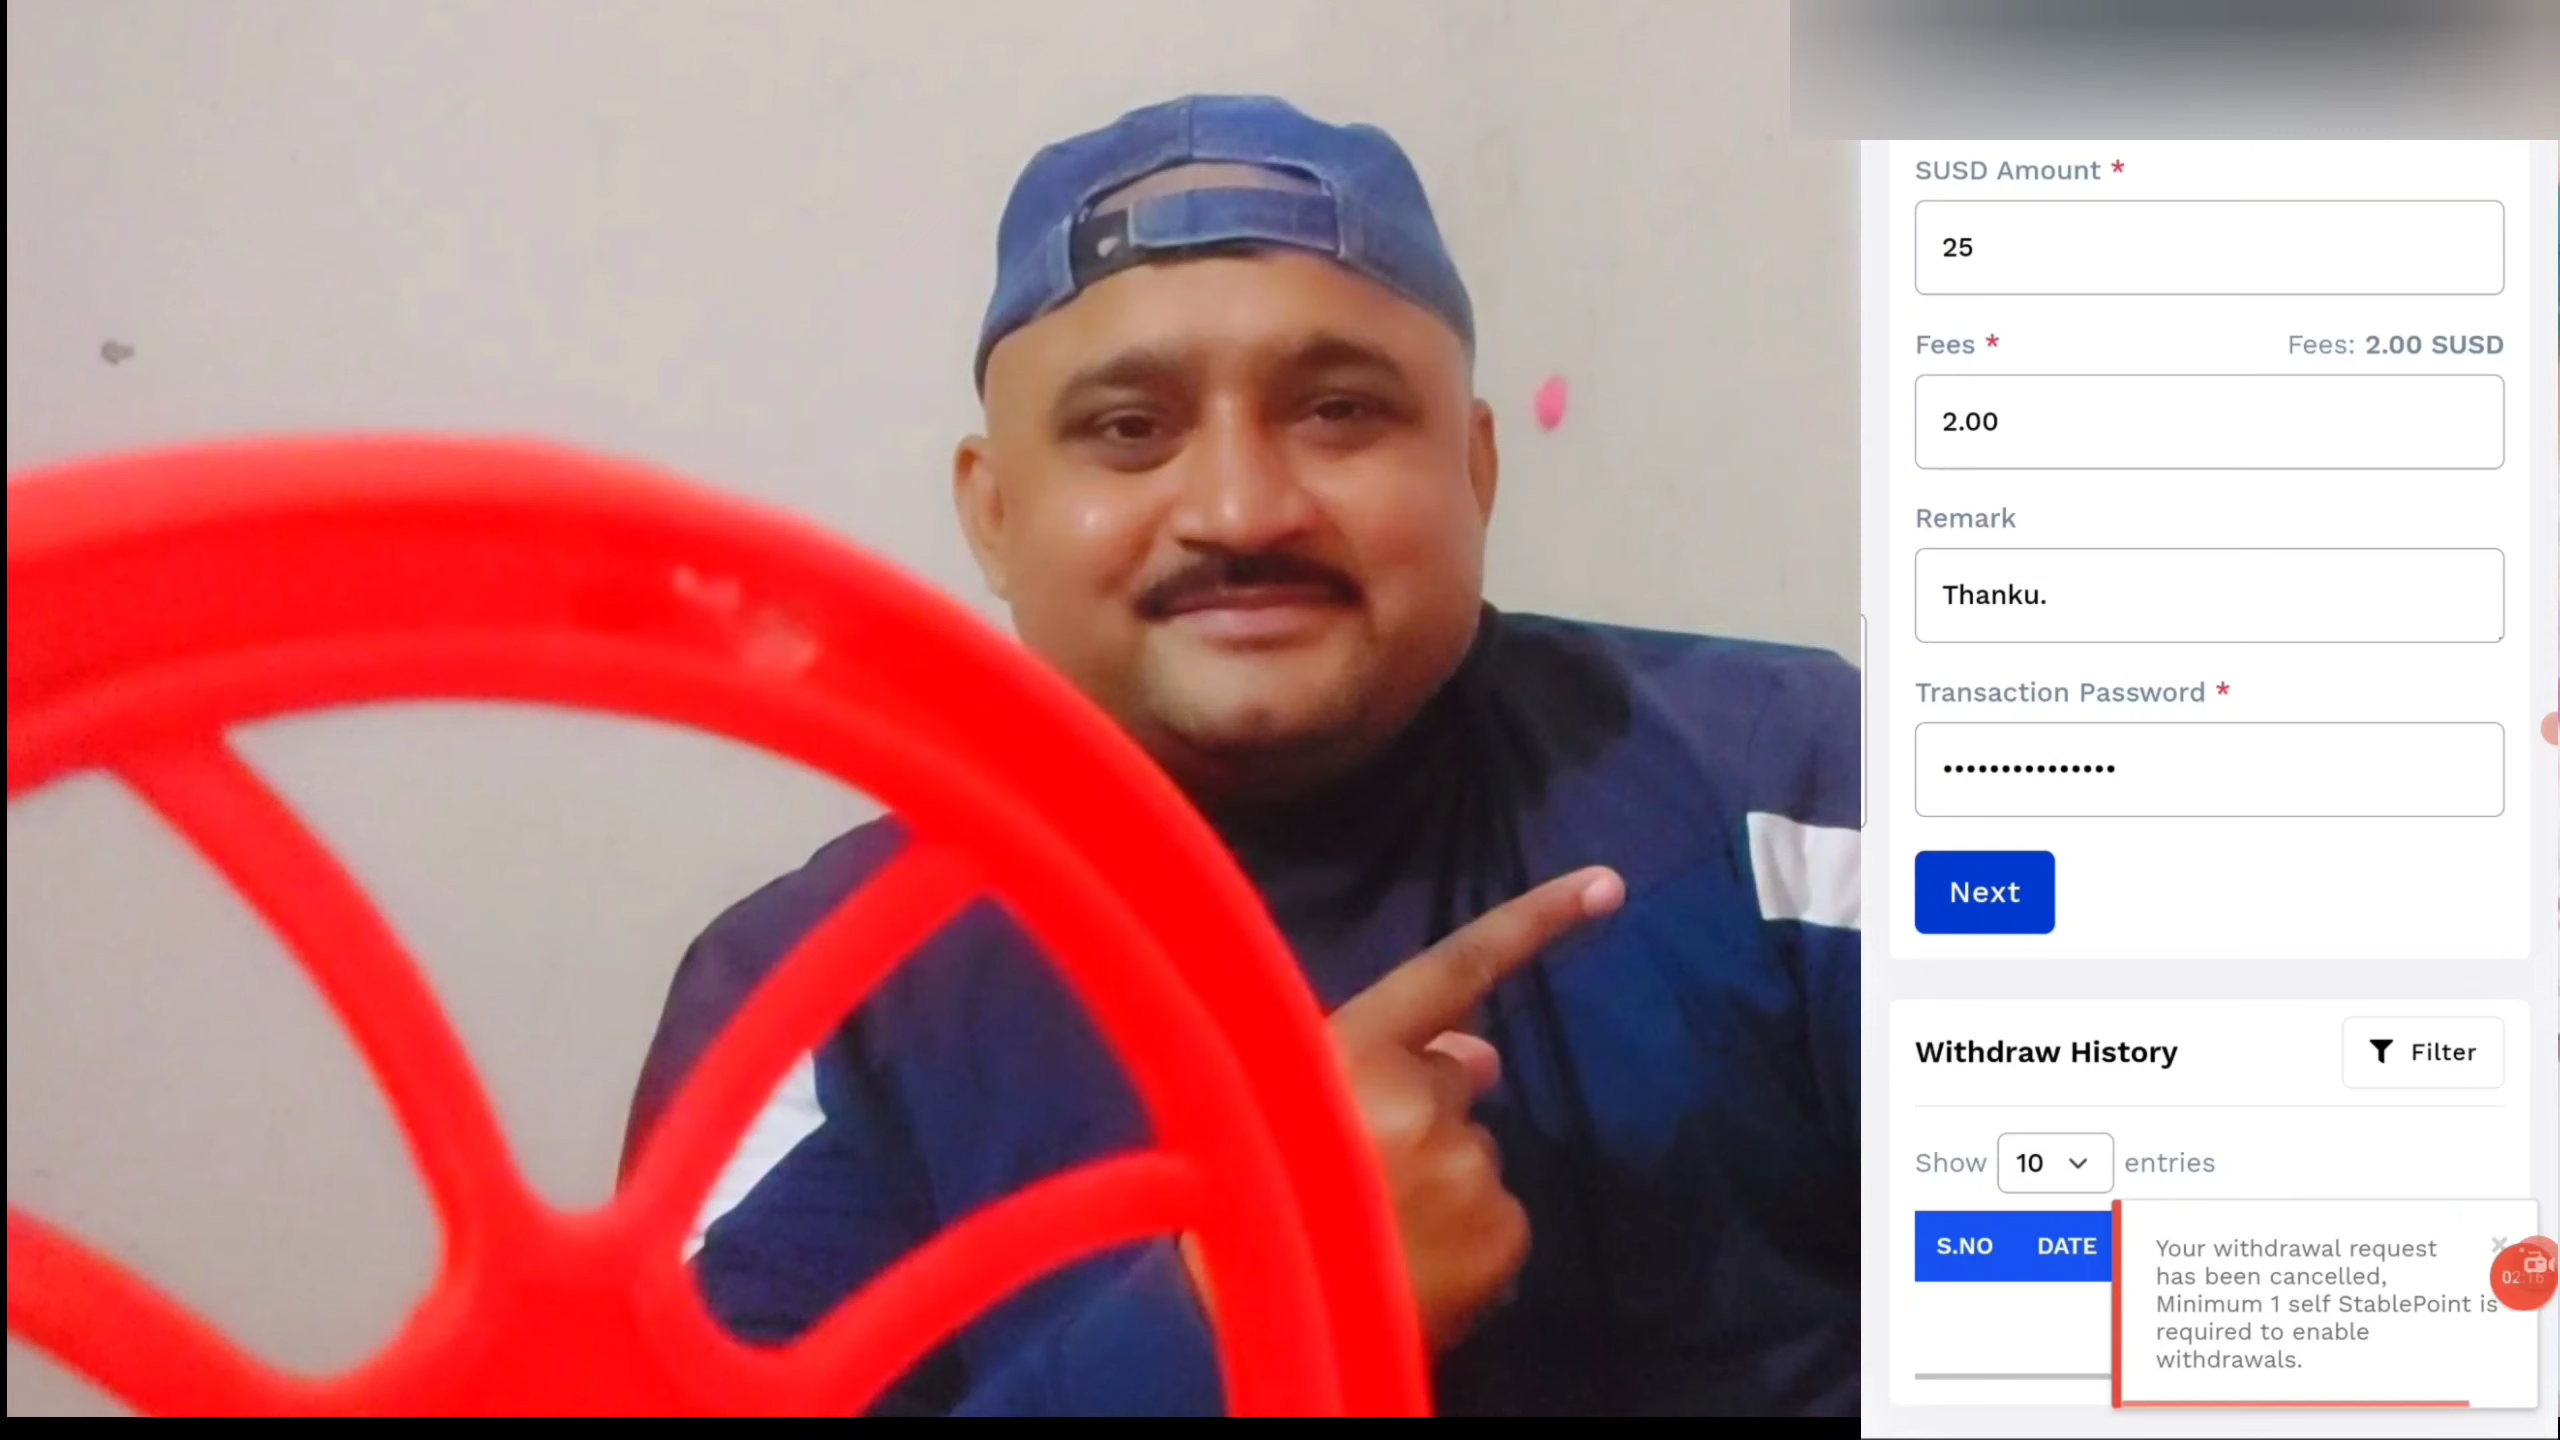 SUSD Amount *
25
Fees * Fees: 2.00 SUSD
2.00
Remark
Thanku.
Transaction Password *
•••••••••••••••
Next
Withdraw History Filter
Show 10 entries
S.NO DATE
Your withdrawal request
has been cancelled,
Minimum 1 self StablePoint is
required to enable
withdrawals.
02:16